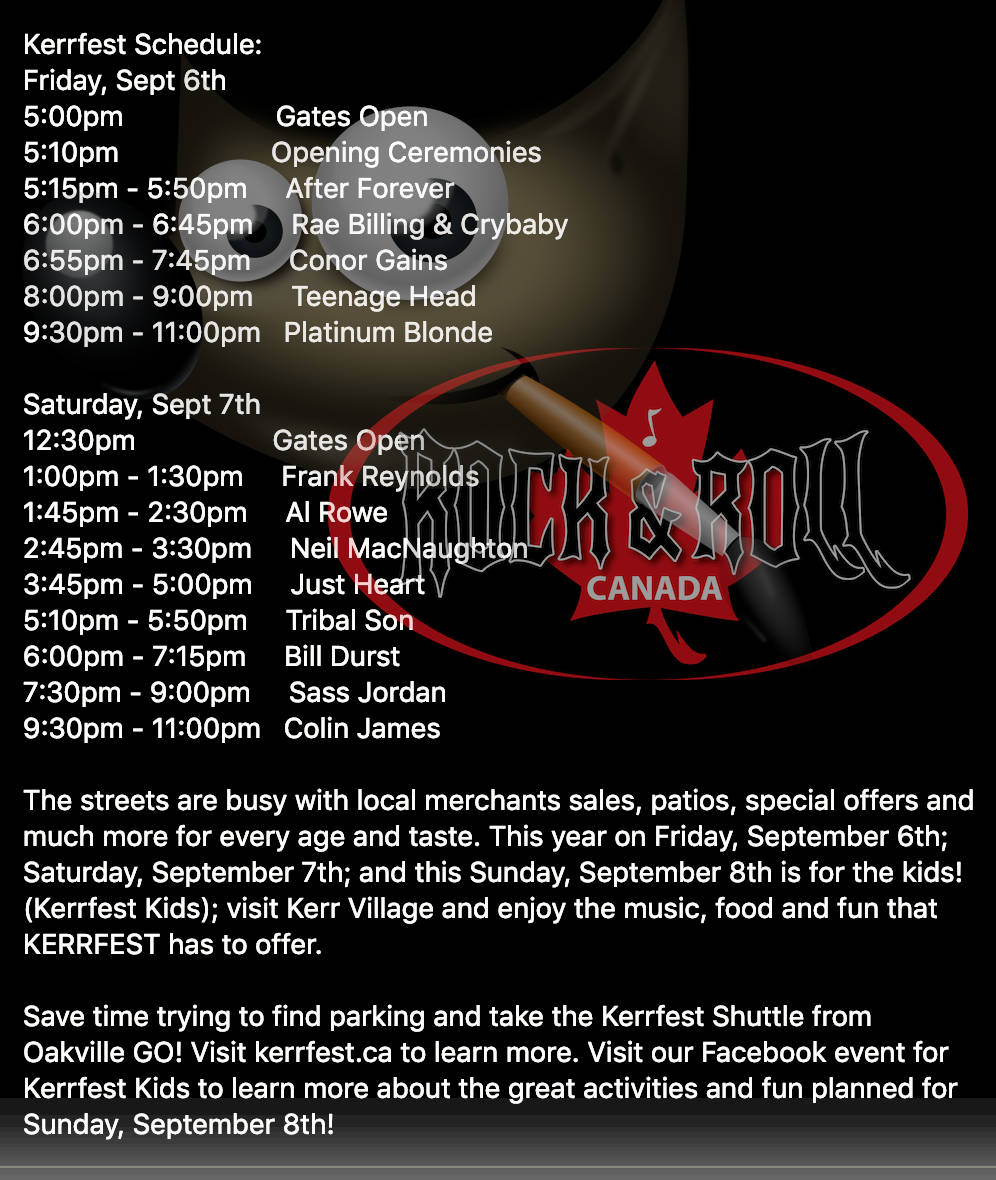 Kerrfest Schedule:
Friday, Sept 6th
5:00pm Gates Open
5:10pm Opening Ceremonies
5:15pm - 5:50pm After Forever
6:00pm - 6:45pm Rae Billing & Crybaby
6:55pm - 7:45pm Conor Gains
8:00pm - 9:00pm Teenage Head
9:30pm - 11:00pm Platinum Blonde
Saturday, Sept 7th
12:30pm Gates Open
1:00pm - 1:30pm Frank Reynolds
1:45pm - 2:30pm Al Rowe
2:45pm - 3:30pm Neil MacNaughton
3:45pm - 5:00pm Just Heart
5:10pm - 5:50pm Tribal Son
6:00pm - 7:15pm Bill Durst
7:30pm - 9:00pm Sass Jordan
9:30pm - 11:00pm Colin James
ROCK & ROLL
CANADA
The streets are busy with local merchants sales, patios, special offers and
much more for every age and taste. This year on Friday, September 6th;
Saturday, September 7th; and this Sunday, September 8th is for the kids!
(Kerrfest Kids); visit Kerr Village and enjoy the music, food and fun that
KERRFEST has to offer.
Save time trying to find parking and take the Kerrfest Shuttle from
Oakville GO! Visit kerrfest.ca to learn more. Visit our Facebook event for
Kerrfest Kids to learn more about the great activities and fun planned for
Sunday, September 8th!